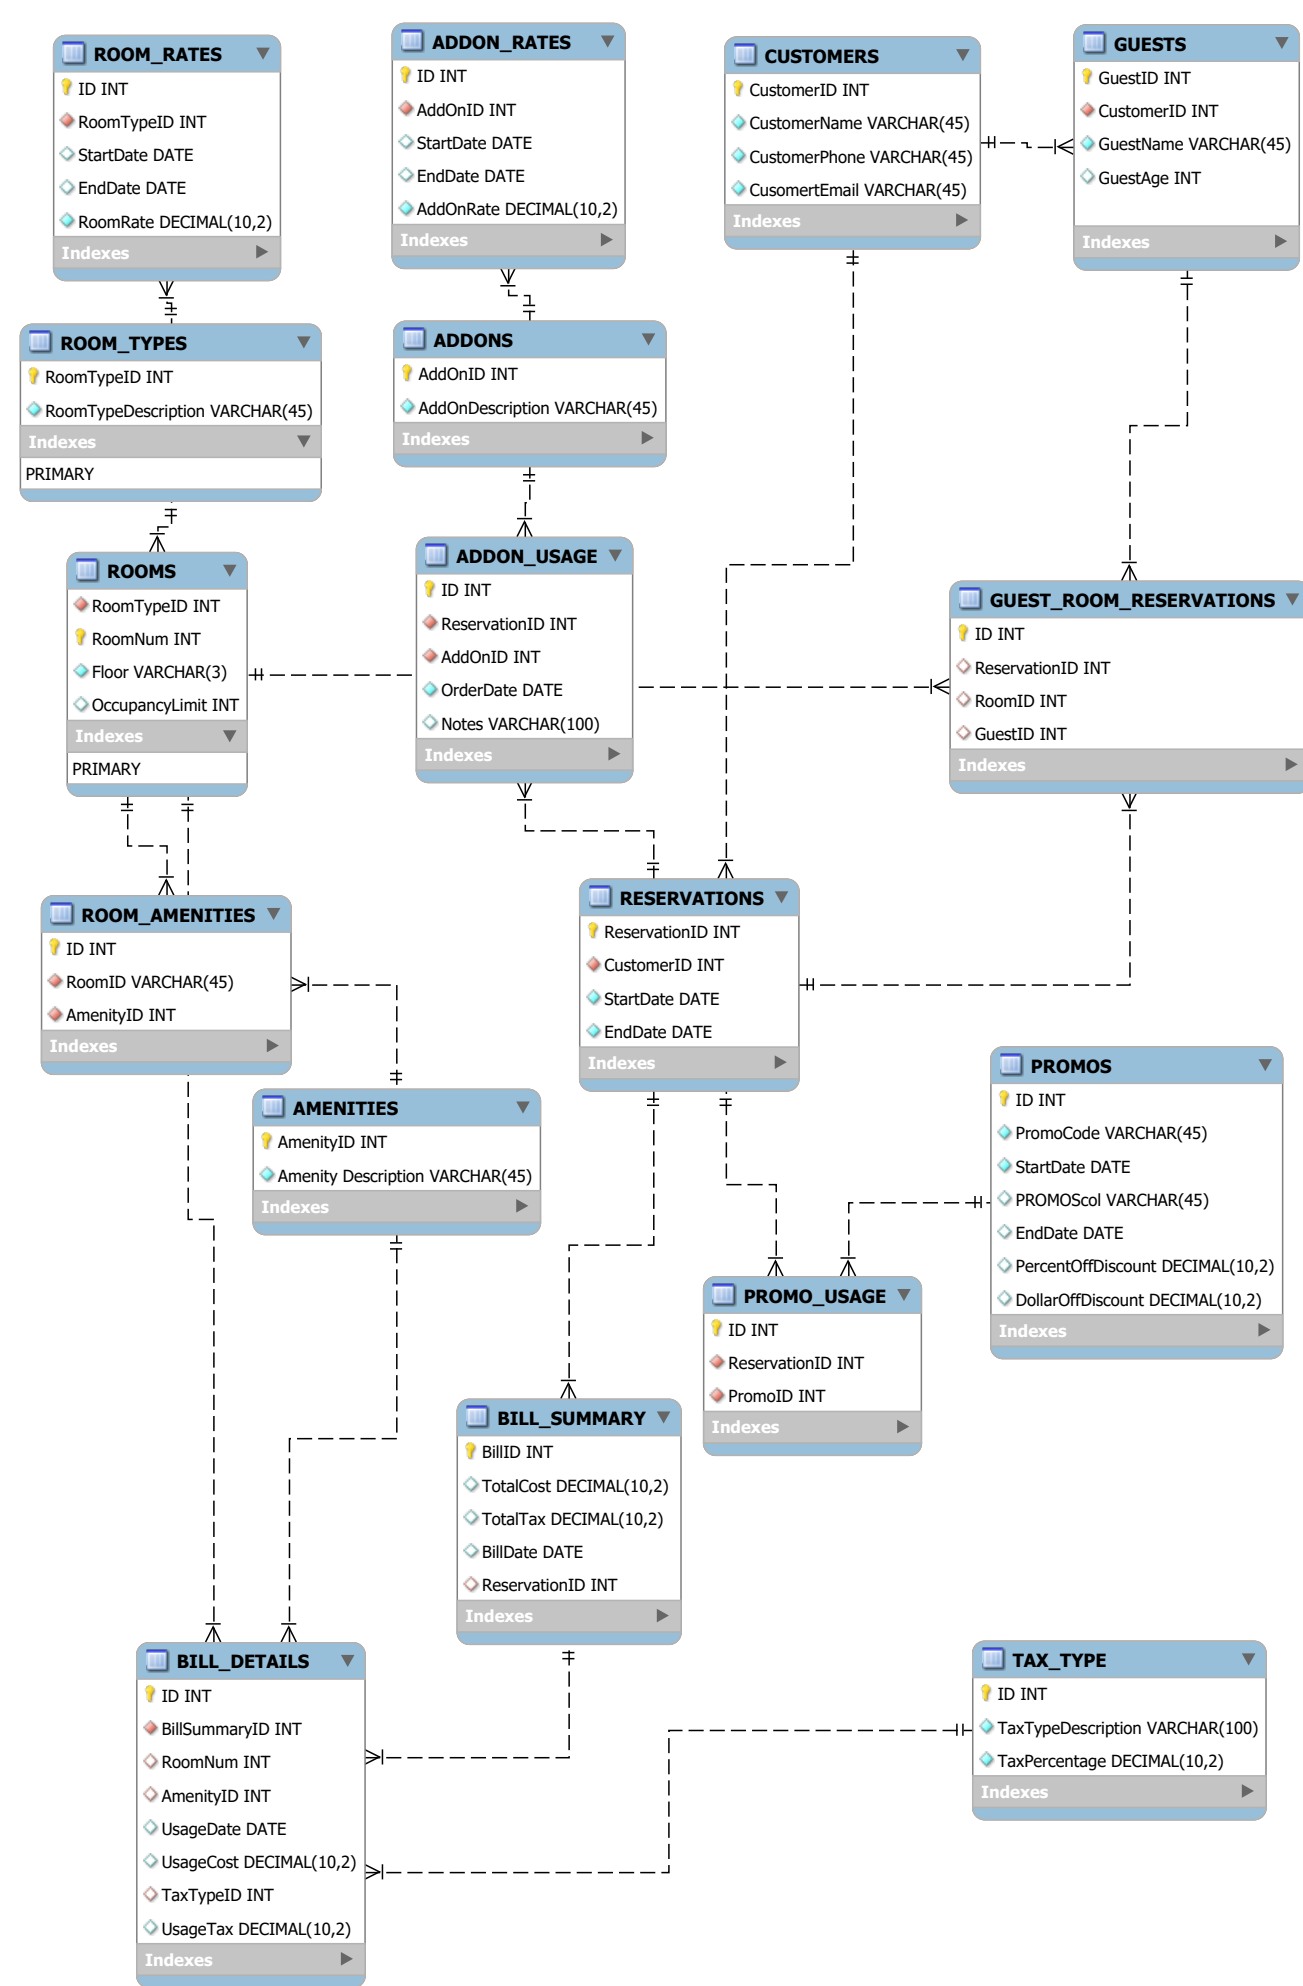 ROOM_RATES
ID INT
RoomTypeID INT
StartDate DATE
EndDate DATE
RoomRate DECIMAL(10,2)
Indexes
ADDON_RATES
ID INT
AddOnID INT
StartDate DATE
EndDate DATE
AddOnRate DECIMAL(10,2)
Indexes
CUSTOMERS
CustomerID INT
CustomerName VARCHAR(45)
CustomerPhone VARCHAR(45)
CusomertEmail VARCHAR(45)
Indexes
GUESTS
GuestID INT
CustomerID INT
GuestName VARCHAR(45)
GuestAge INT
Indexes
ROOM_TYPES
RoomTypeID INT
RoomTypeDescription VARCHAR(45)
Indexes
PRIMARY
ADDONS
AddOnID INT
AddOnDescription VARCHAR(45)
Indexes
ROOMS
RoomTypeID INT
RoomNum INT
Floor VARCHAR(3)
OccupancyLimit INT
Indexes
PRIMARY
ADDON_USAGE
ID INT
ReservationID INT
AddOnID INT
OrderDate DATE
Notes VARCHAR(100)
Indexes
GUEST_ROOM_RESERVATIONS
ID INT
ReservationID INT
RoomID INT
GuestID INT
Indexes
ROOM_AMENITIES
ID INT
RoomID VARCHAR(45)
AmenityID INT
Indexes
RESERVATIONS
ReservationID INT
CustomerID INT
StartDate DATE
EndDate DATE
Indexes
AMENITIES
AmenityID INT
Amenity Description VARCHAR(45)
Indexes
PROMOS
ID INT
PromoCode VARCHAR(45)
StartDate DATE
PROMOScol VARCHAR(45)
EndDate DATE
PercentOffDiscount DECIMAL(10,2)
DollarOffDiscount DECIMAL(10,2)
Indexes
PROMO_USAGE
ID INT
ReservationID INT
PromoID INT
Indexes
BILL_SUMMARY
BillID INT
TotalCost DECIMAL(10,2)
TotalTax DECIMAL(10,2)
BillDate DATE
ReservationID INT
Indexes
BILL_DETAILS
ID INT
BillSummaryID INT
RoomNum INT
AmenityID INT
UsageDate DATE
UsageCost DECIMAL(10,2)
TaxTypeID INT
UsageTax DECIMAL(10,2)
Indexes
TAX_TYPE
ID INT
TaxTypeDescription VARCHAR(100)
TaxPercentage DECIMAL(10,2)
Indexes